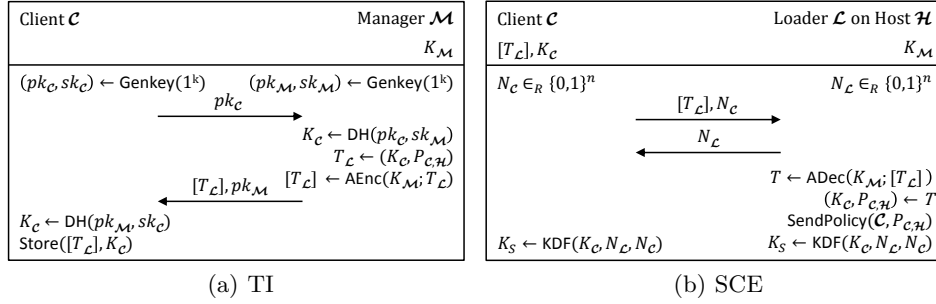 Client 𝓒 Manager 𝓜
K_𝓜
(pk_𝓒, sk_𝓒) ← Genkey(1^k) (pk_𝓜, sk_𝓜) ← Genkey(1^k)
pk_𝓒
K_𝓒 ← DH(pk_𝓒, sk_𝓜)
T_𝓛 ← (K_𝓒, P_𝓒,𝓗)
[T_𝓛] ← AEnc(K_𝓜; T_𝓛)
[T_𝓛], pk_𝓜
K_𝓒 ← DH(pk_𝓜, sk_𝓒)
Store([T_𝓛], K_𝓒)
(a) TI
Client 𝓒 Loader 𝓛 on Host 𝓗
[T_𝓛], K_𝓒 K_𝓜
N_𝓒 ∈_R {0,1}^n N_𝓛 ∈_R {0,1}^n
[T_𝓛], N_𝓒
N_𝓛
T ← ADec(K_𝓜; [T_𝓛] )
(K_𝓒, P_𝓒,𝓗) ← T
SendPolicy(𝓒, P_𝓒,𝓗)
K_S ← KDF(K_𝓒, N_𝓛, N_𝓒) K_S ← KDF(K_𝓒, N_𝓛, N_𝓒)
(b) SCE